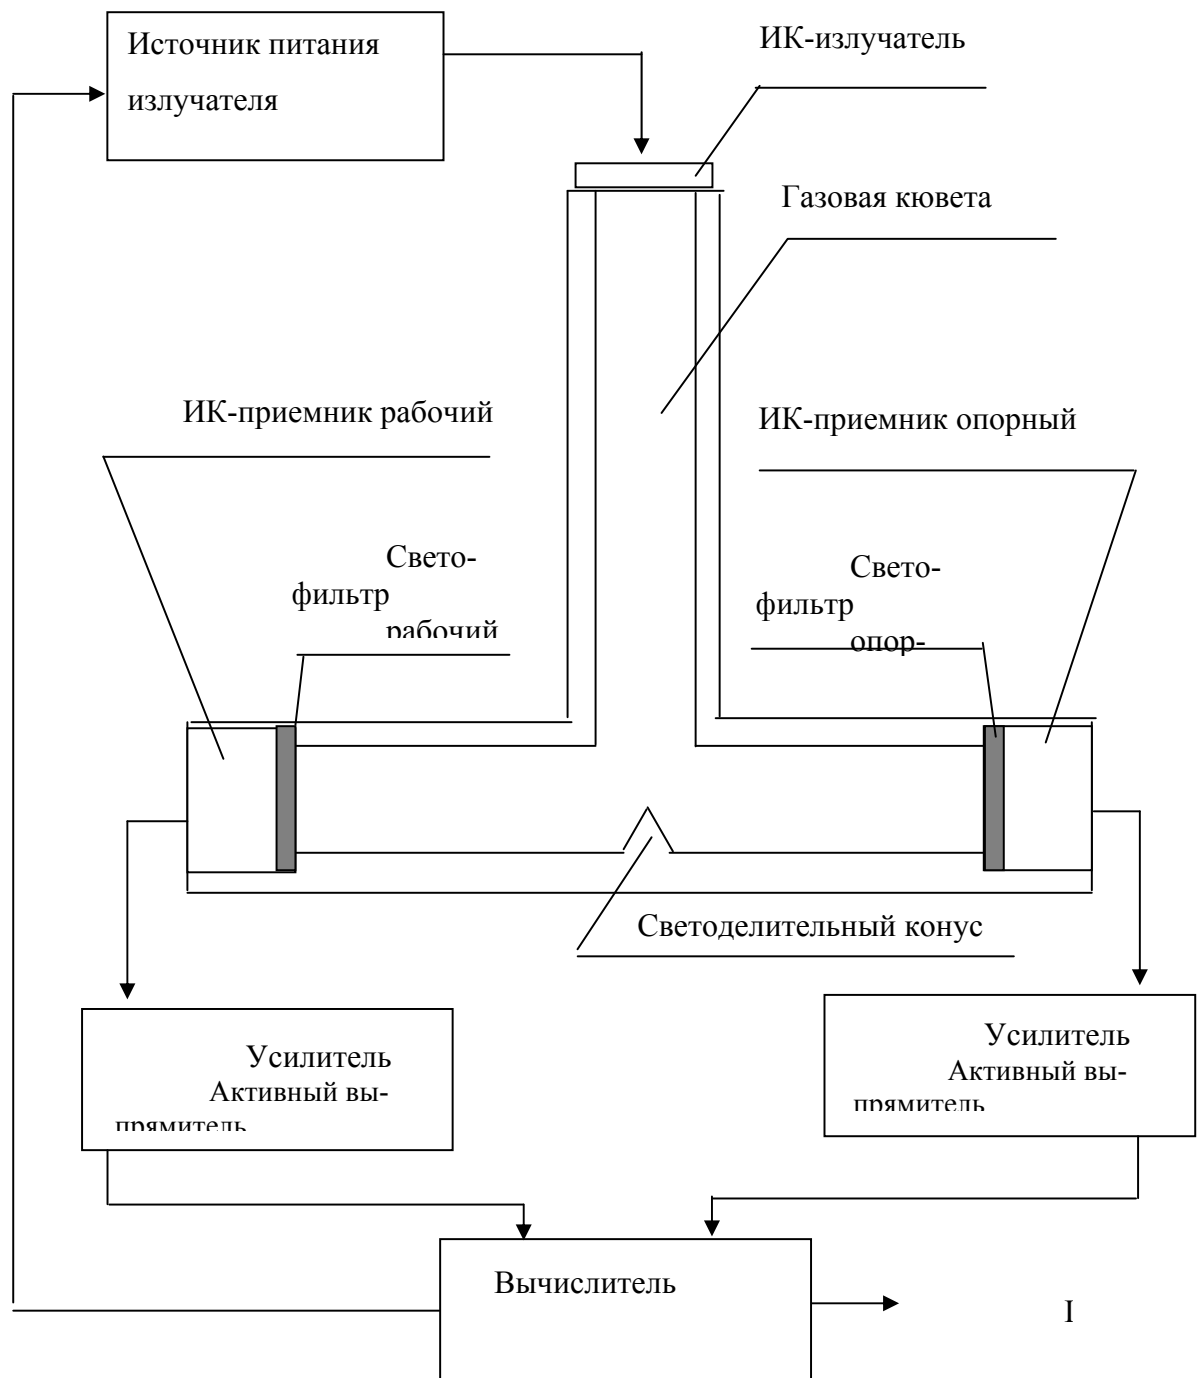 Источник питания
излучателя
ИК-излучатель
Газовая кювета
ИК-приемник рабочий
ИК-приемник опорный
Свето-
фильтр
рабочий
Свето-
фильтр
опор-
Светоделительный конус
Усилитель
Активный вы-
прямитель
Усилитель
Активный вы-
прямитель
Вычислитель
I